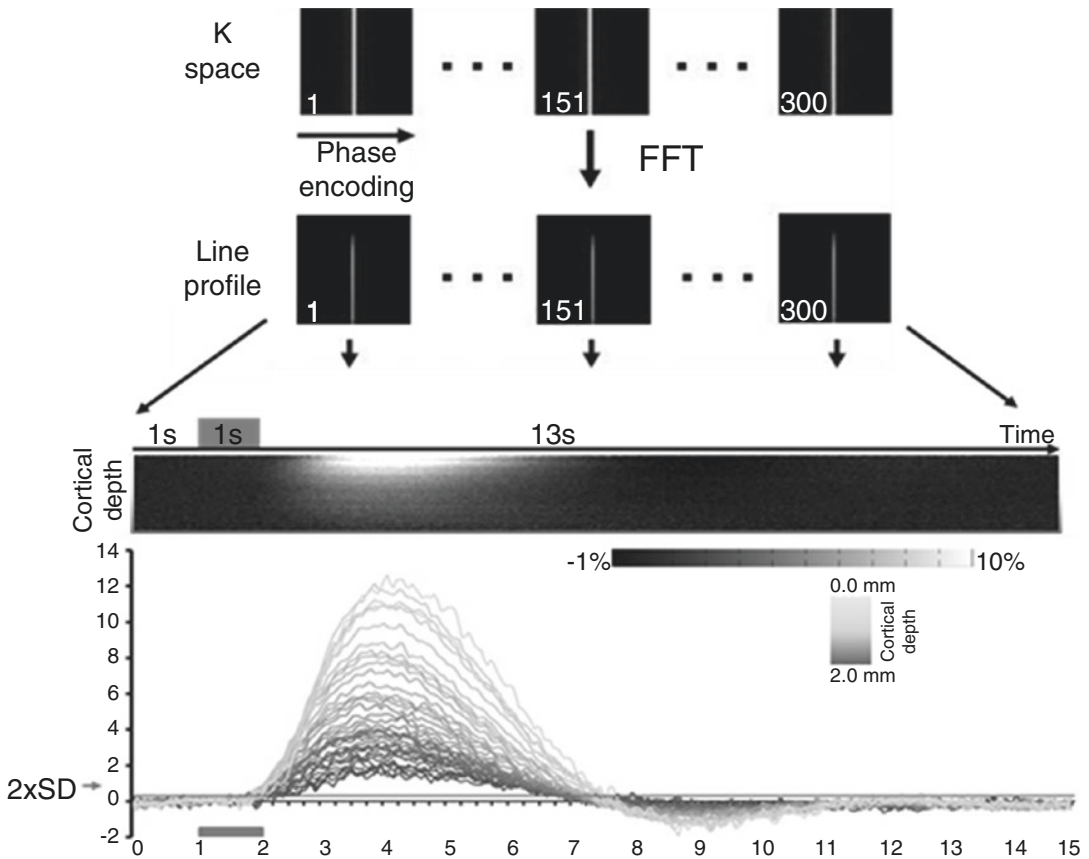 K
space
1
151
300
Phase
encoding
FFT
Line
profile
1
151
300
1s
1s
13s
Time
Cortical
depth
-1%
10%
0.0 mm
Cortical
depth
2.0 mm
14
12
10
8
6
4
2
0
-2
2xSD
0 1 2 3 4 5 6 7 8 9 10 11 12 13 14 15